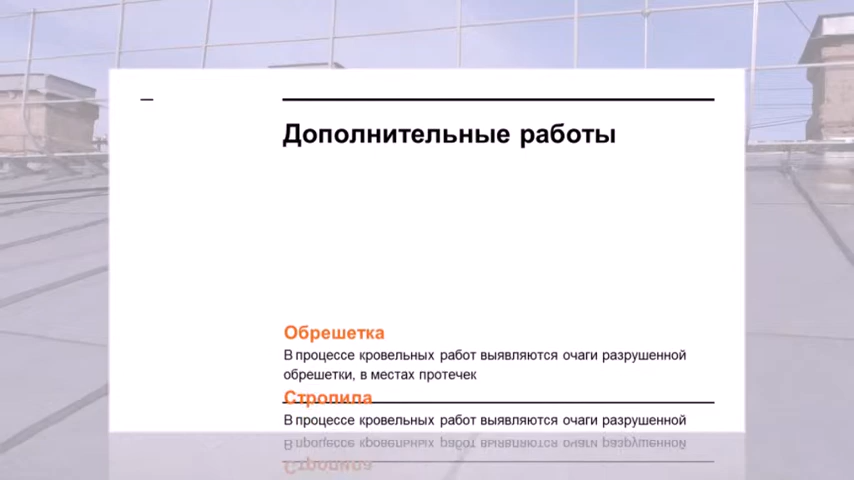 Дополнительные работы
Обрешетка
В процессе кровельных работ выявляются очаги разрушенной
обрешетки, в местах протечек
Стропила
В процессе кровельных работ выявляются очаги разрушенной